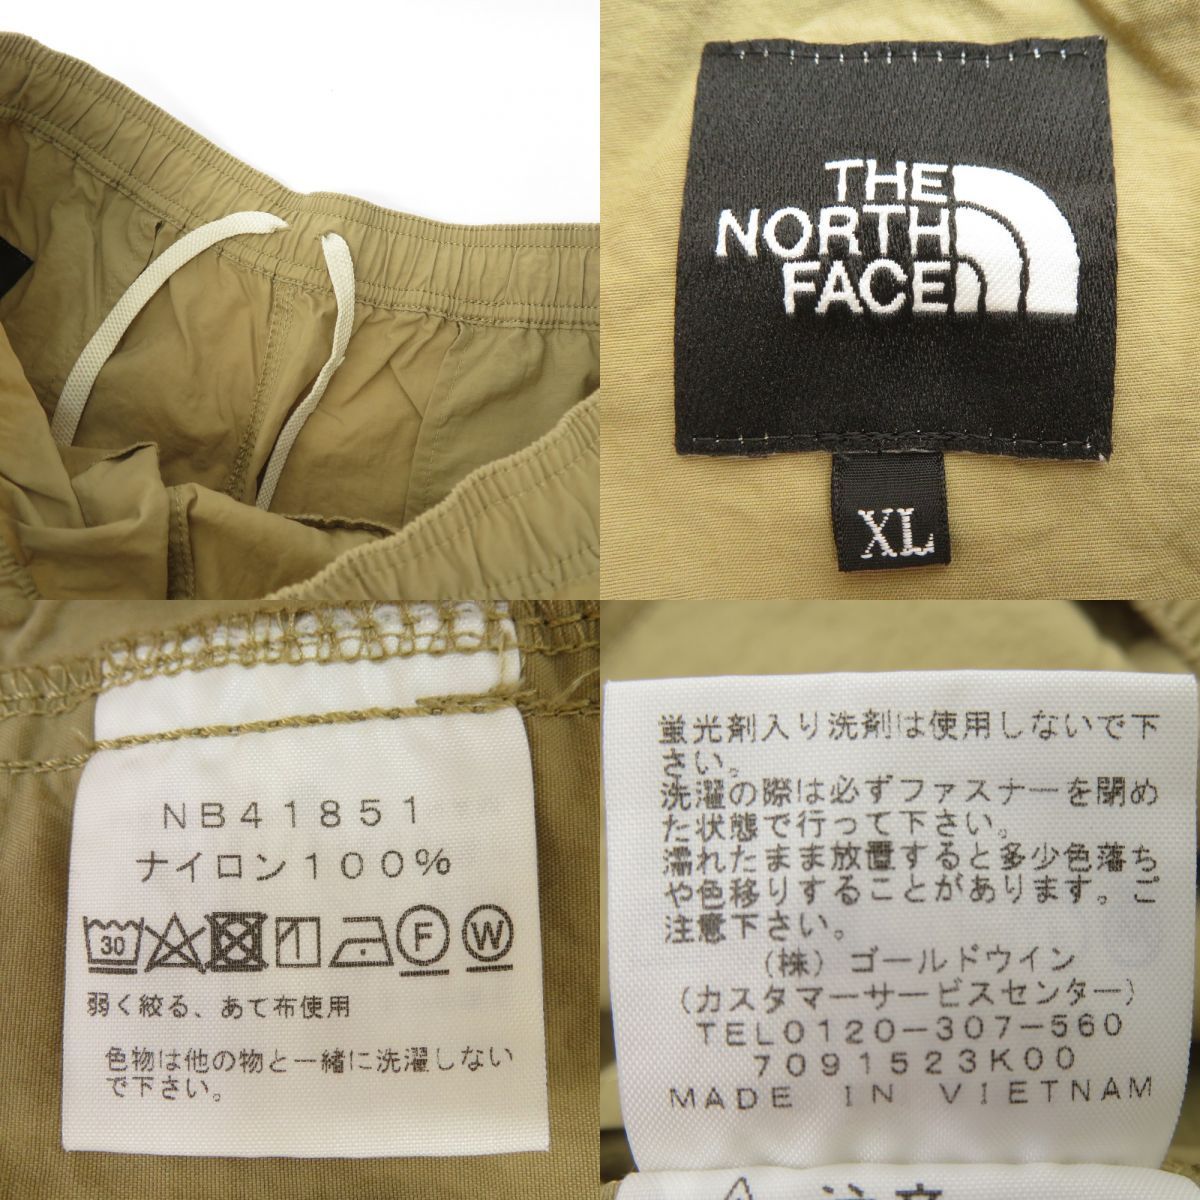 THE
NORTH
FACE
XL
NB41851
ナイロン100%
30
F
W
弱く絞る、あて布使用
色物は他の物と一緒に洗濯しない
で下さい。
蛍光剤入り洗剤は使用しないで下
さい。
洗濯の際は必ずファスナーを閉め
た状態で行って下さい。
濡れたまま放置すると多少色落ち
や色移りすることがあります。ご
注意下さい。
(株) ゴールドウイン
(カスタマーサービスセンター)
TEL0120-307-560
7091523K00
MADE IN VIETNAM
注意